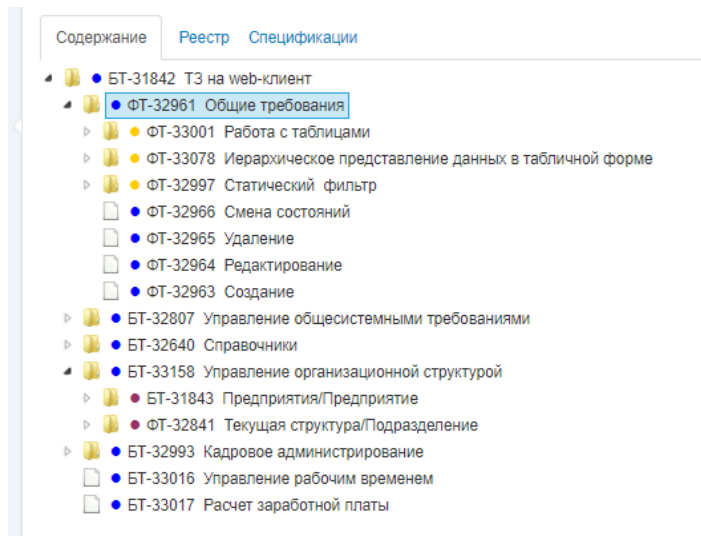 Содержание Реестр Спецификации
БТ-31842 ТЗ на web-клиент
ФТ-32961 Общие требования
ФТ-33001 Работа с таблицами
ФТ-33078 Иерархическое представление данных в табличной форме
ФТ-32997 Статический фильтр
ФТ-32966 Смена состояний
ФТ-32965 Удаление
ФТ-32964 Редактирование
ФТ-32963 Создание
БТ-32807 Управление общесистемными требованиями
БТ-32640 Справочники
БТ-33158 Управление организационной структурой
БТ-31843 Предприятия/Предприятие
ФТ-32841 Текущая структура/Подразделение
БТ-32993 Кадровое администрирование
БТ-33016 Управление рабочим временем
БТ-33017 Расчет заработной платы